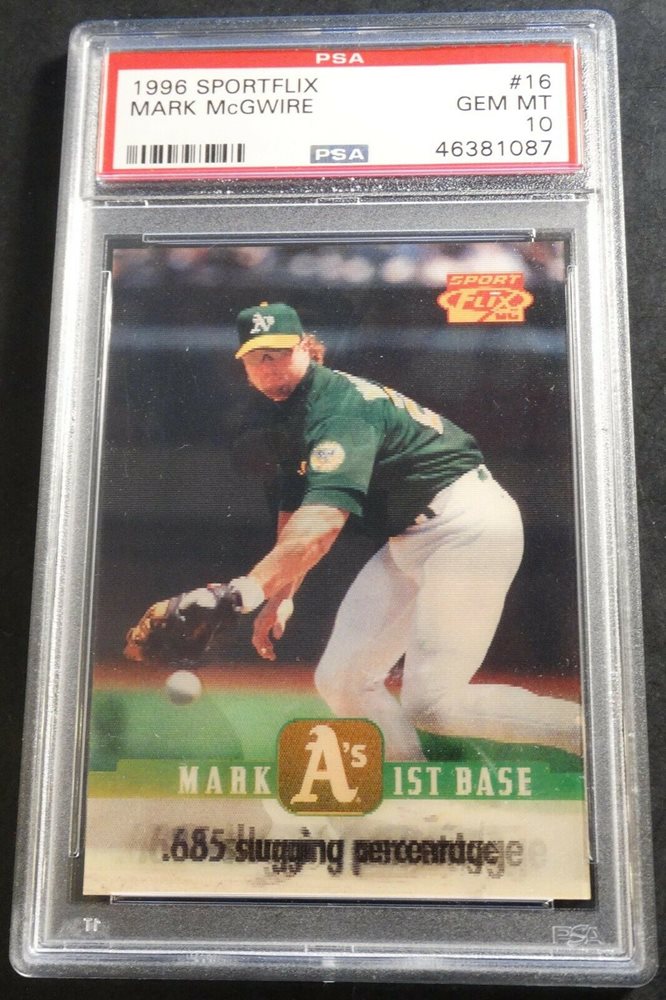 PSA
1996 SPORTFLIX #16
MARK McGWIRE GEM MT
10
PSA 46381087
SPORT
FLIX
A's
MARK A's 1ST BASE
.685 slugging percentage
PSA